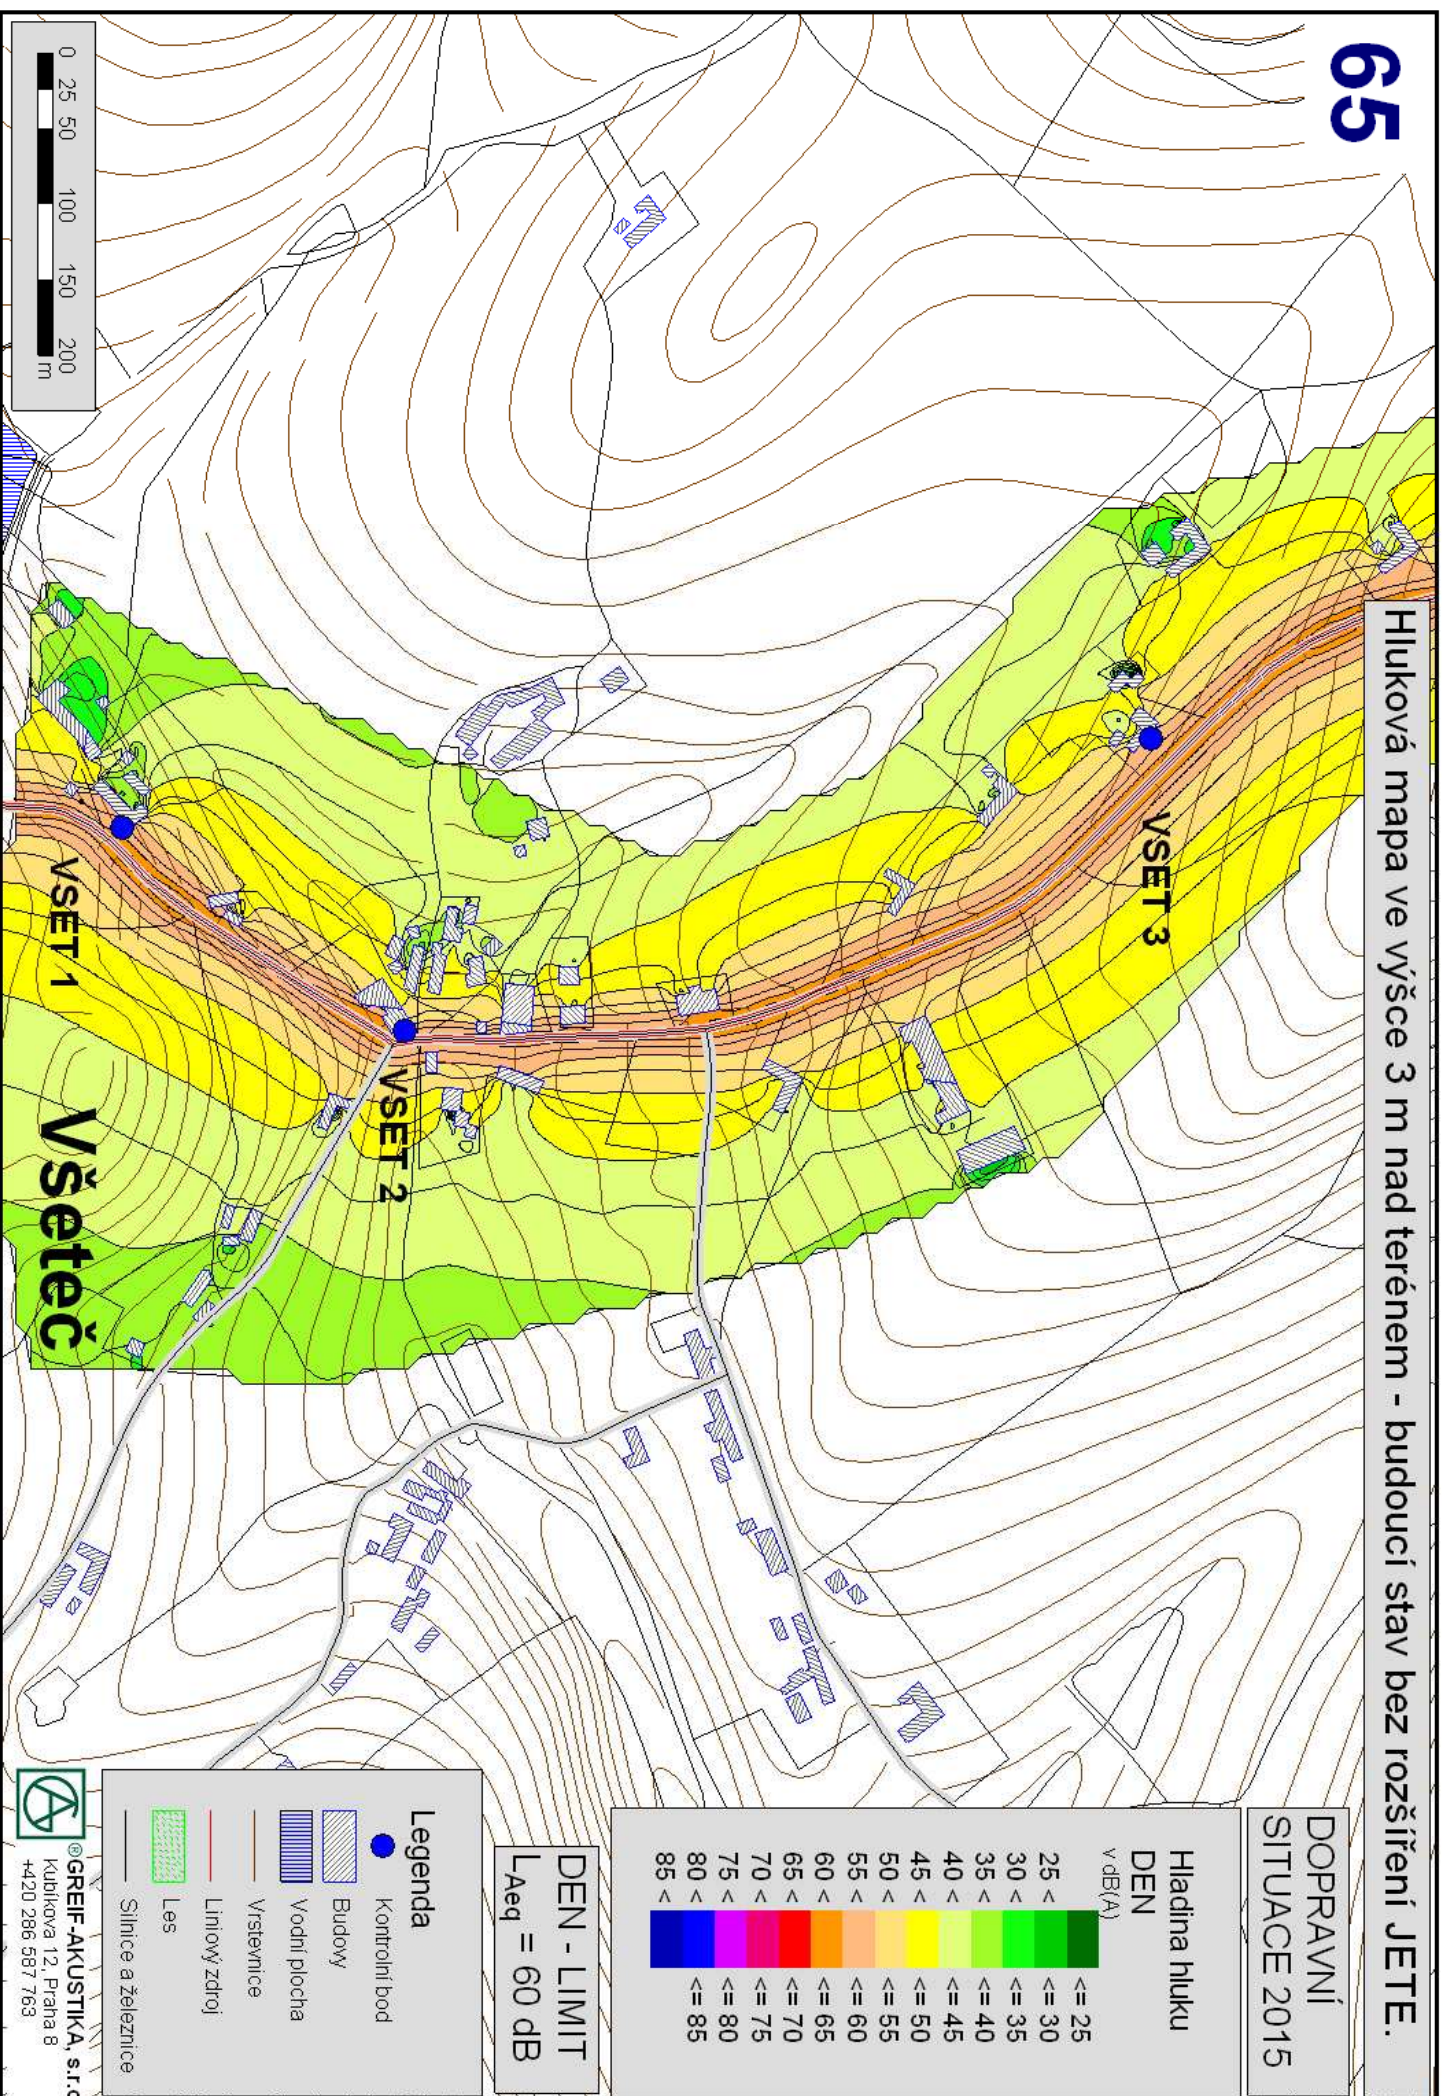 65
Hluková mapa ve výšce 3 m nad terénem - budoucí stav bez rozšíření JETE.
DOPRAVNÍ
SITUACE 2015
Hladina hluku
DEN
v dB(A)
<= 25
25 < <= 30
30 < <= 35
35 < <= 40
40 < <= 45
45 < <= 50
50 < <= 55
55 < <= 60
60 < <= 65
65 < <= 70
70 < <= 75
75 < <= 80
80 < <= 85
85 <
DEN - LIMIT
LAeq = 60 dB
Legenda
Kontrolní bod
Budovy
Vodní plocha
Vrstevnice
Liniový zdroj
Les
Silnice a železnice
®GREIF-AKUSTIKA, s.r.o
Kubíkova 12, Praha 8
+420 286 587 763
VSET 3
VSET 2
VSET 1
Všeteč
0 25 50 100 150 200
m